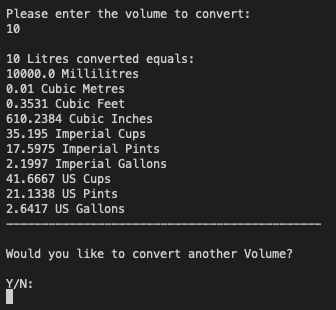 Please enter the volume to convert:
10
10 Litres converted equals:
10000.0 Millilitres
0.01 Cubic Metres
0.3531 Cubic Feet
610.2384 Cubic Inches
35.195 Imperial Cups
17.5975 Imperial Pints
2.1997 Imperial Gallons
41.6667 US Cups
21.1338 US Pints
2.6417 US Gallons
---------------------------------------------
Would you like to convert another Volume?
Y/N: